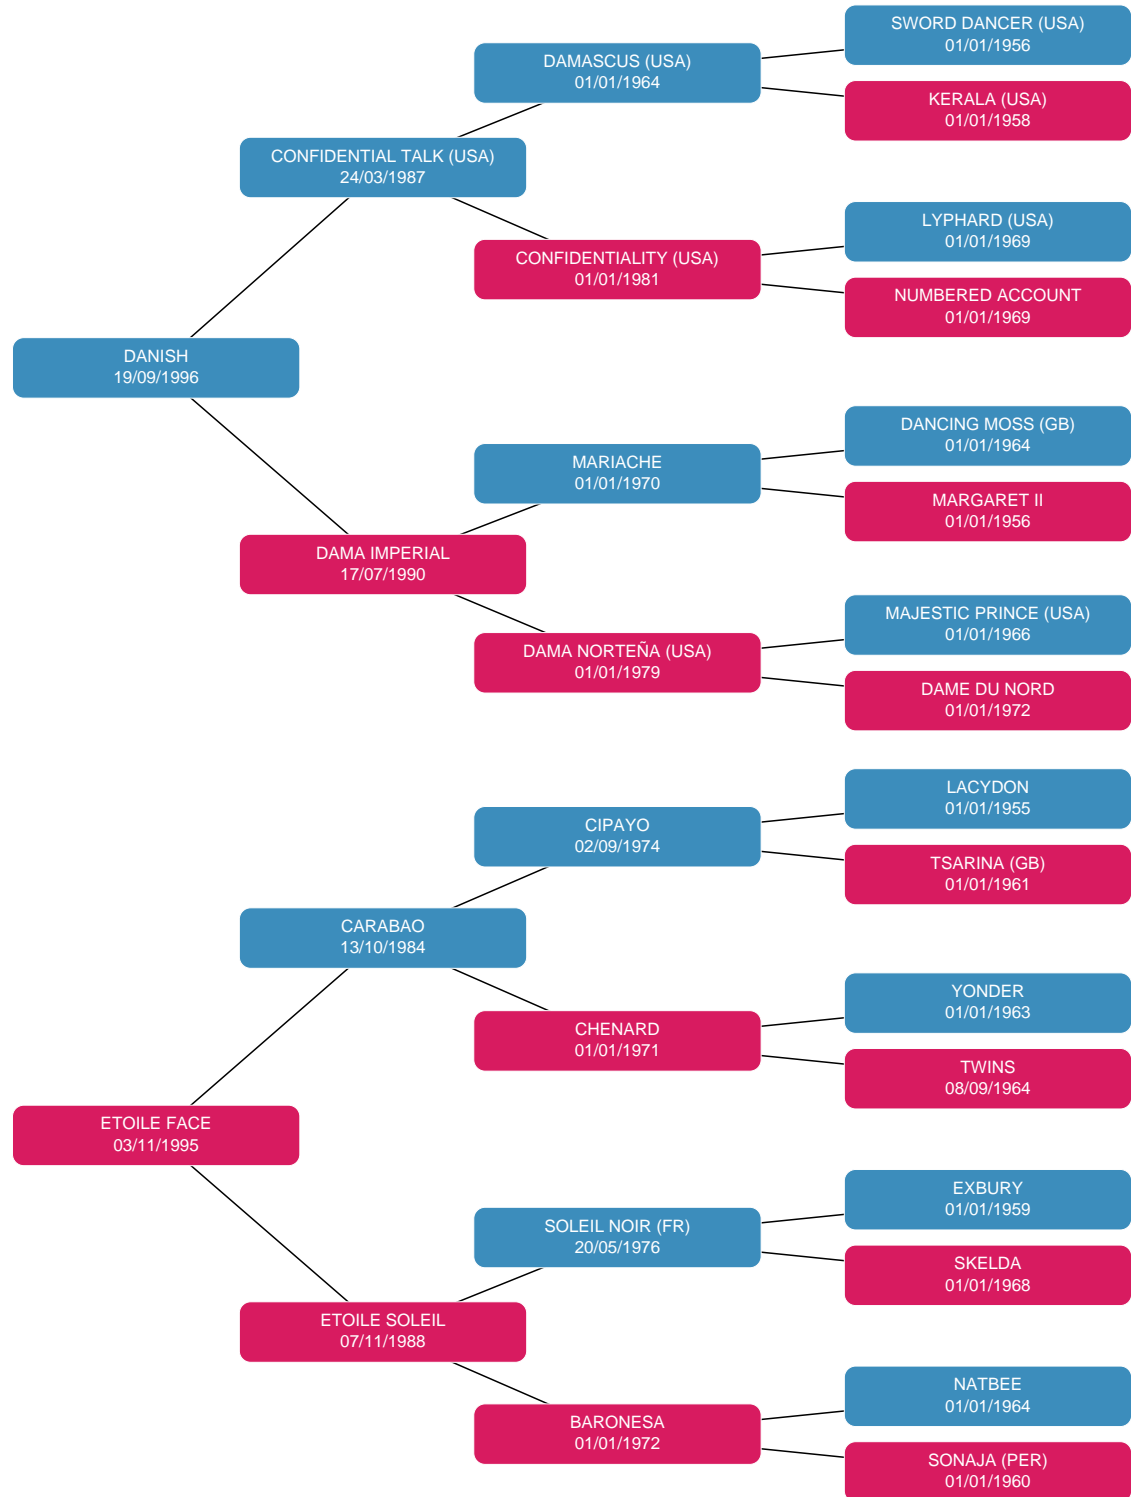 SWORD DANCER (USA)
01/01/1956
DAMASCUS (USA)
01/01/1964
KERALA (USA)
01/01/1958
CONFIDENTIAL TALK (USA)
24/03/1987
LYPHARD (USA)
01/01/1969
CONFIDENTIALITY (USA)
01/01/1981
NUMBERED ACCOUNT
01/01/1969
DANISH
19/09/1996
DANCING MOSS (GB)
01/01/1964
MARIACHE
01/01/1970
MARGARET II
01/01/1956
DAMA IMPERIAL
17/07/1990
MAJESTIC PRINCE (USA)
01/01/1966
DAMA NORTEÑA (USA)
01/01/1979
DAME DU NORD
01/01/1972
LACYDON
01/01/1955
CIPAYO
02/09/1974
TSARINA (GB)
01/01/1961
CARABAO
13/10/1984
YONDER
01/01/1963
CHENARD
01/01/1971
TWINS
08/09/1964
ETOILE FACE
03/11/1995
EXBURY
01/01/1959
SOLEIL NOIR (FR)
20/05/1976
SKELDA
01/01/1968
ETOILE SOLEIL
07/11/1988
NATBEE
01/01/1964
BARONESA
01/01/1972
SONAJA (PER)
01/01/1960